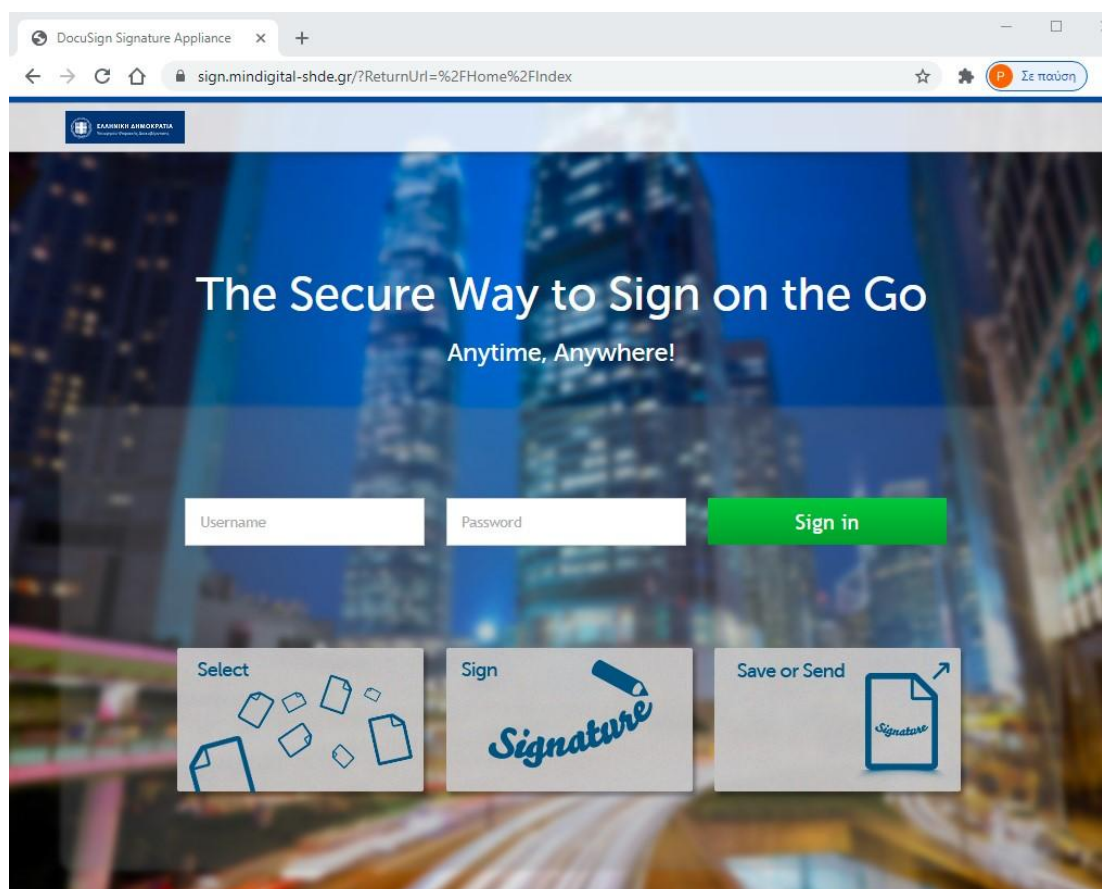 DocuSign Signature Appliance
sign.mindigital-shde.gr/?ReturnUrl=%2FHome%2FIndex
P Σε παύση
ΕΛΛΗΝΙΚΗ ΔΗΜΟΚΡΑΤΙΑ
The Secure Way to Sign on the Go
Anytime, Anywhere!
Username
Password
Sign in
Select
Sign
Save or Send
Signature
Signature